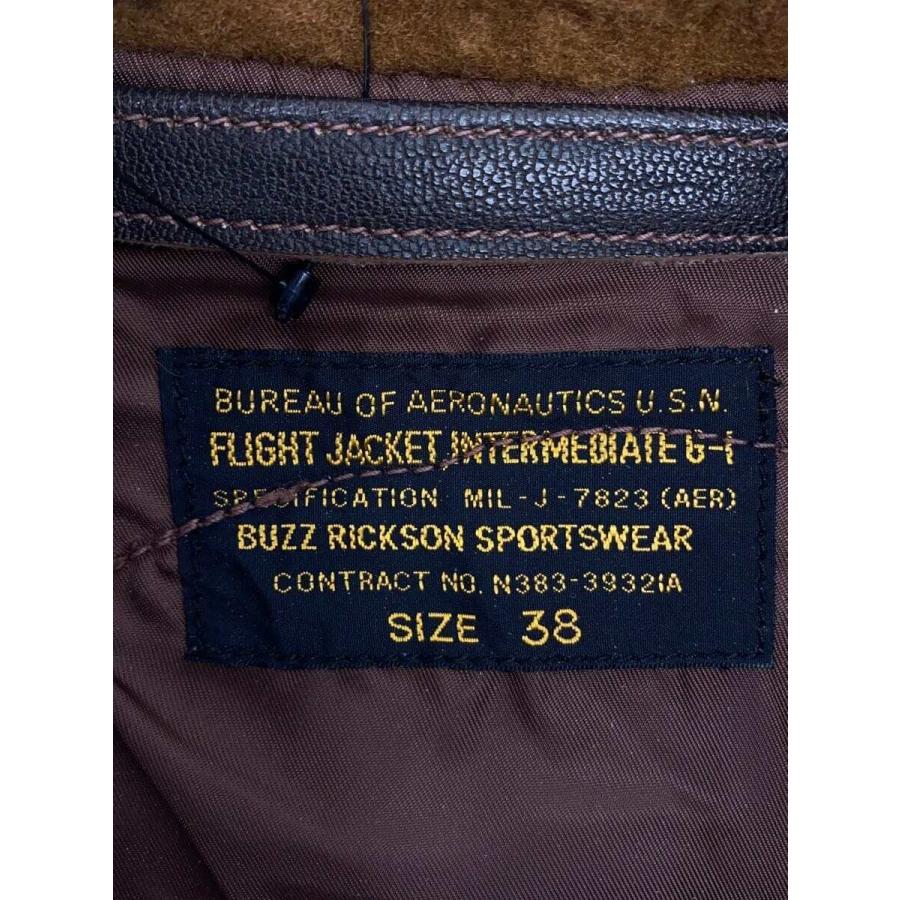 BUREAU OF AERONAUTICS U.S.N.
FLIGHT JACKET, INTERMEDIATE G-1
SPECIFICATION MIL-J-7823 (AER)
BUZZ RICKSON SPORTSWEAR
CONTRACT NO. N383-39321A
SIZE 38